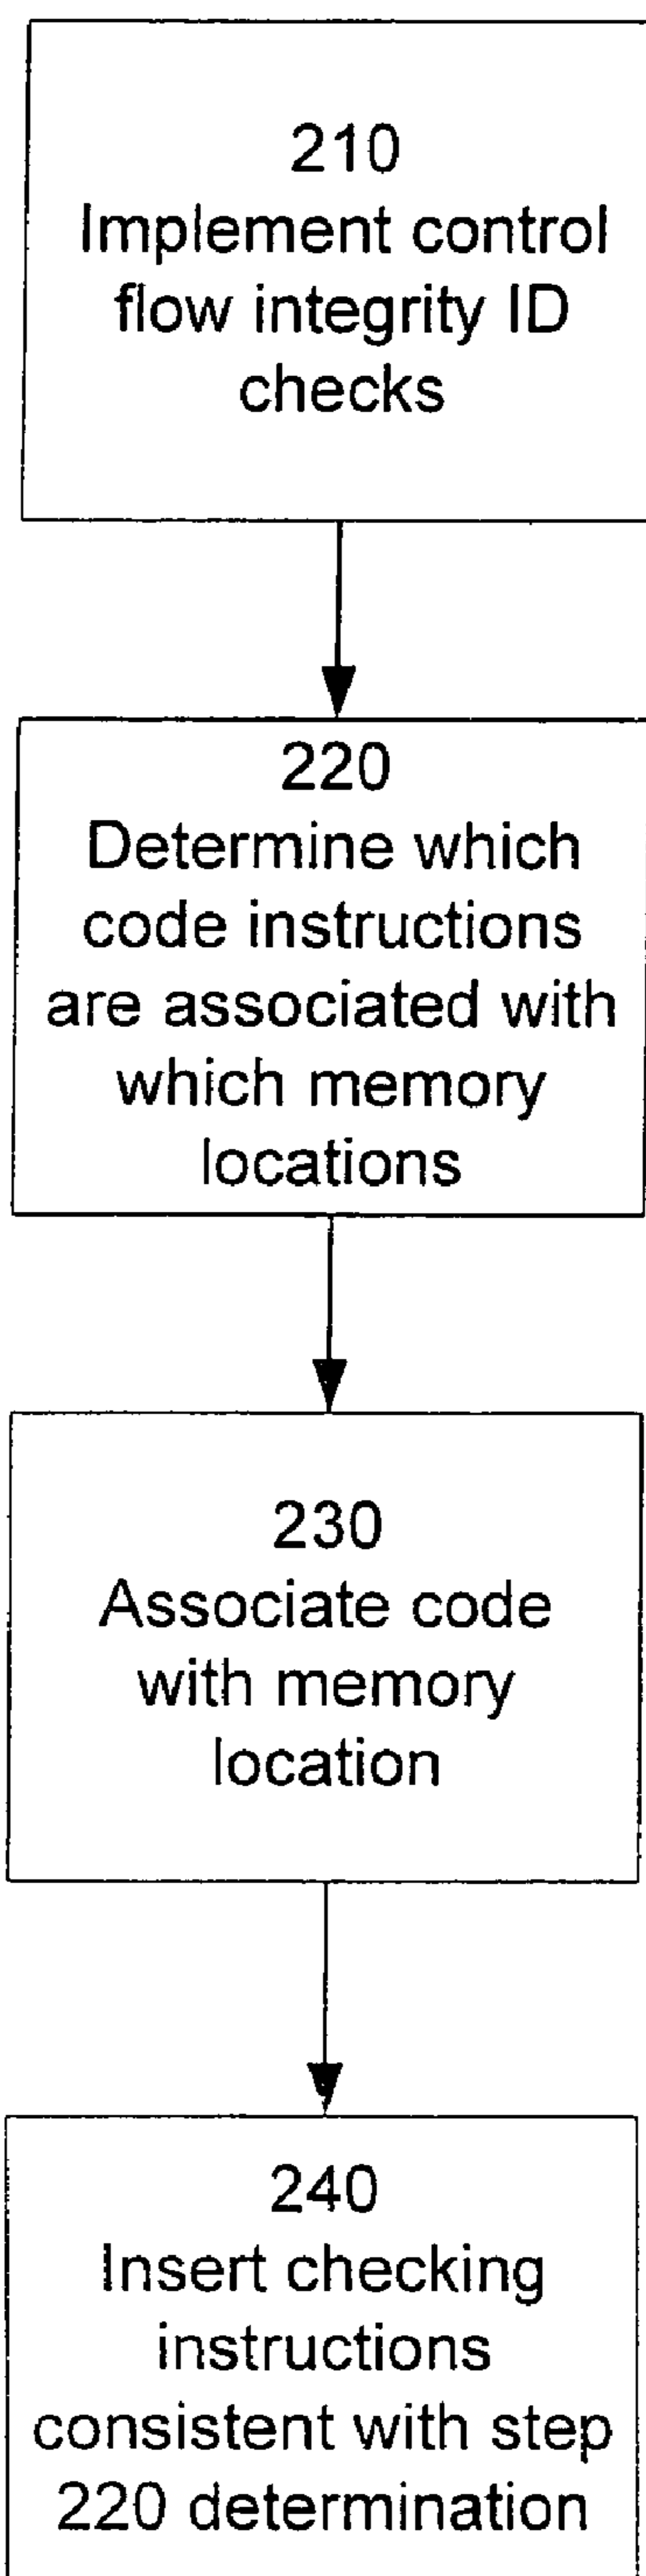 210
Implement control
flow integrity ID
checks
220
Determine which
code instructions
are associated with
which memory
locations
230
Associate code
with memory
location
240
Insert checking
instructions
consistent with step
220 determination